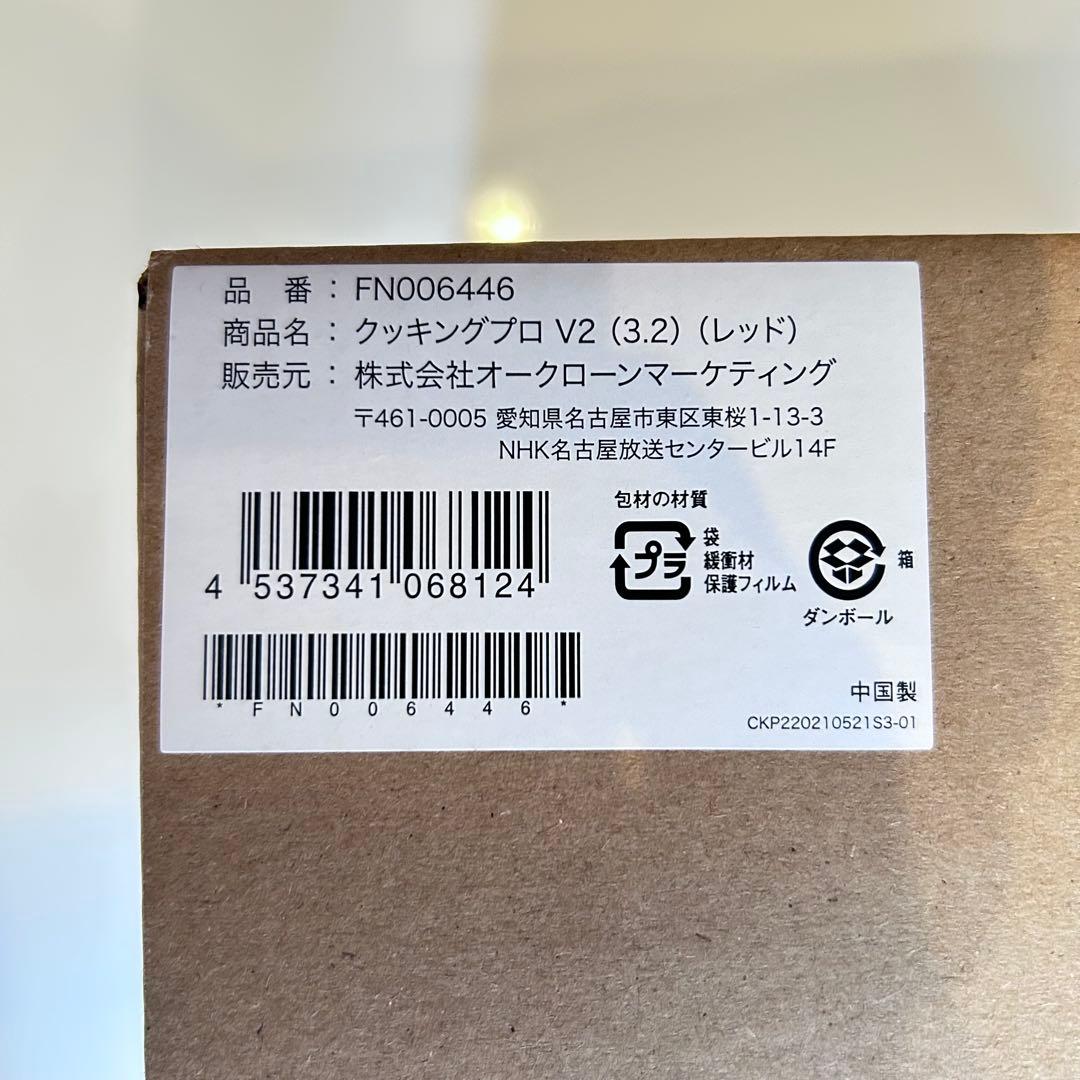 品 番 : FN006446
商品名 : クッキングプロ V2（3.2）（レッド）
販売元 : 株式会社オークローンマーケティング
〒461-0005 愛知県名古屋市東区東桜1-13-3
NHK名古屋放送センタービル14F
包材の材質
プラ
袋
緩衝材
保護フィルム
箱
ダンボール
4 537341 068124
*FN006446*
中国製
CKP220210521S3-01